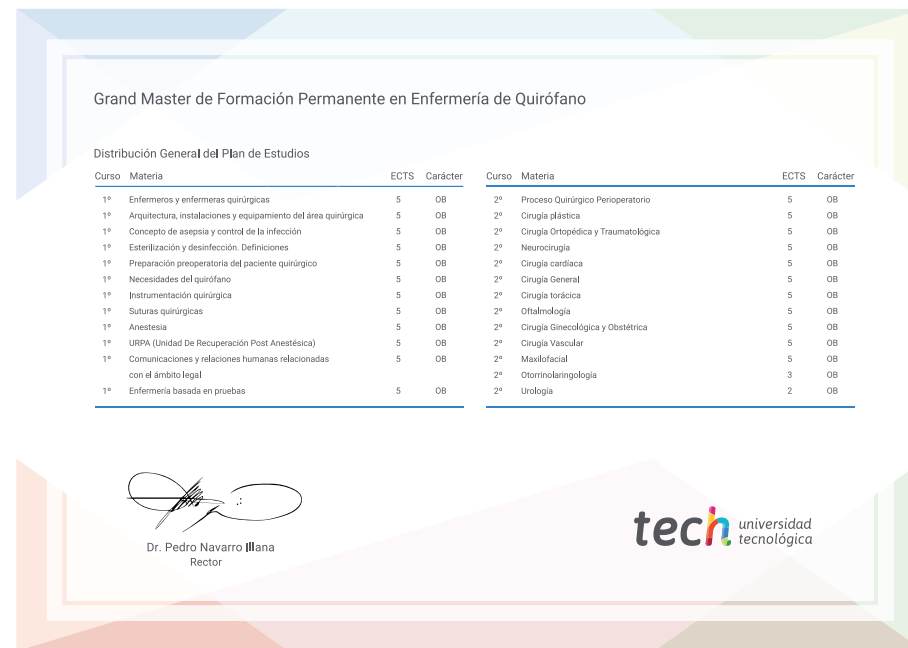 Grand Master de Formación Permanente en Enfermería de Quirófano
Distribución General del Plan de Estudios
Curso Materia ECTS Carácter
1º Enfermeros y enfermeras quirúrgicas 5 OB
1º Arquitectura, instalaciones y equipamiento del área quirúrgica 5 OB
1º Concepto de asepsia y control de la infección 5 OB
1º Esterilización y desinfección. Definiciones 5 OB
1º Preparación preoperatoria del paciente quirúrgico 5 OB
1º Necesidades del quirófano 5 OB
1º Instrumentación quirúrgica 5 OB
1º Suturas quirúrgicas 5 OB
1º Anestesia 5 OB
1º URPA (Unidad De Recuperación Post Anestésica) 5 OB
1º Comunicaciones y relaciones humanas relacionadas 5 OB
con el ámbito legal
1º Enfermería basada en pruebas 5 OB
Curso Materia ECTS Carácter
2º Proceso Quirúrgico Perioperatorio 5 OB
2º Cirugía plástica 5 OB
2º Cirugía Ortopédica y Traumatológica 5 OB
2º Neurocirugía 5 OB
2º Cirugía cardíaca 5 OB
2º Cirugía General 5 OB
2º Cirugía torácica 5 OB
2º Oftalmología 5 OB
2º Cirugía Ginecológica y Obstétrica 5 OB
2º Cirugía Vascular 5 OB
2º Maxilofacial 5 OB
2º Otorrinolaringología 3 OB
2º Urología 2 OB
Dr. Pedro Navarro Illana
Rector
tech universidad
tecnológica